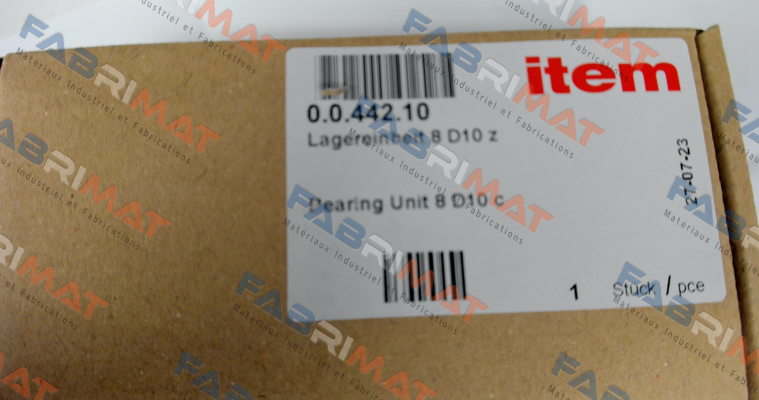 item
0.0.442.10
Lagereinheit 8 D10 z
27-07-23
Bearing Unit 8 D10 c
1 Stück / pce
FABRIMAT
Matériaux Industriel et Fabrications